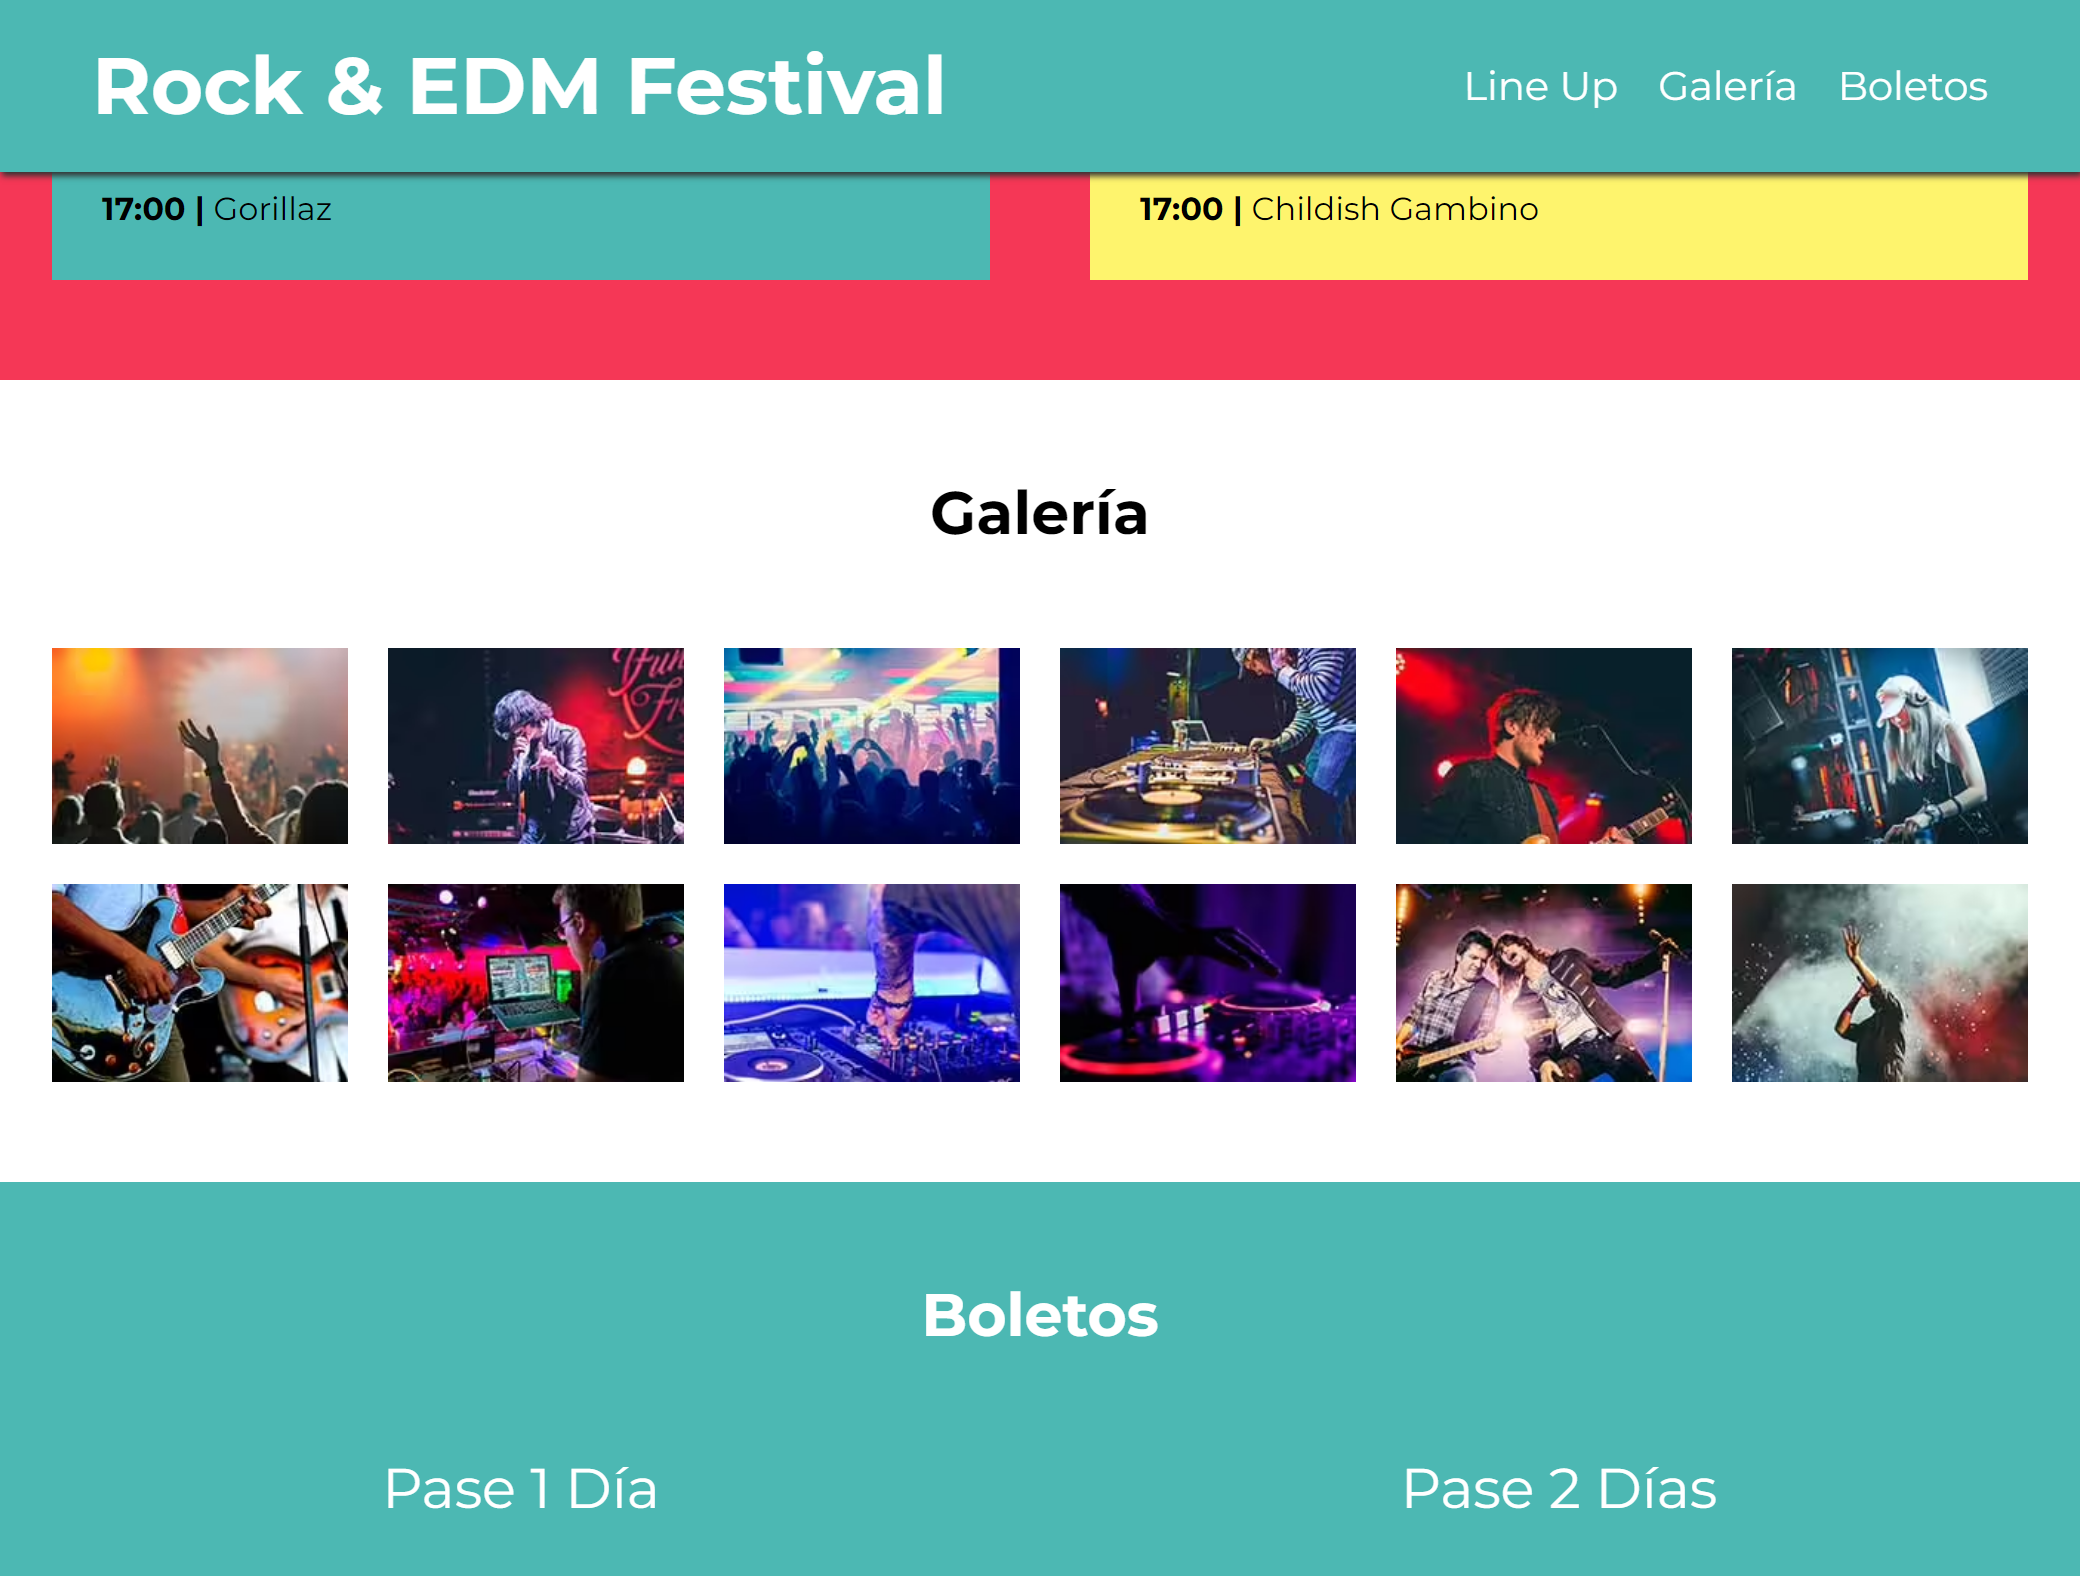 Rock & EDM Festival
Line Up Galería Boletos
17:00 | Gorillaz
17:00 | Childish Gambino
Galería
Boletos
Pase 1 Día
Pase 2 Días